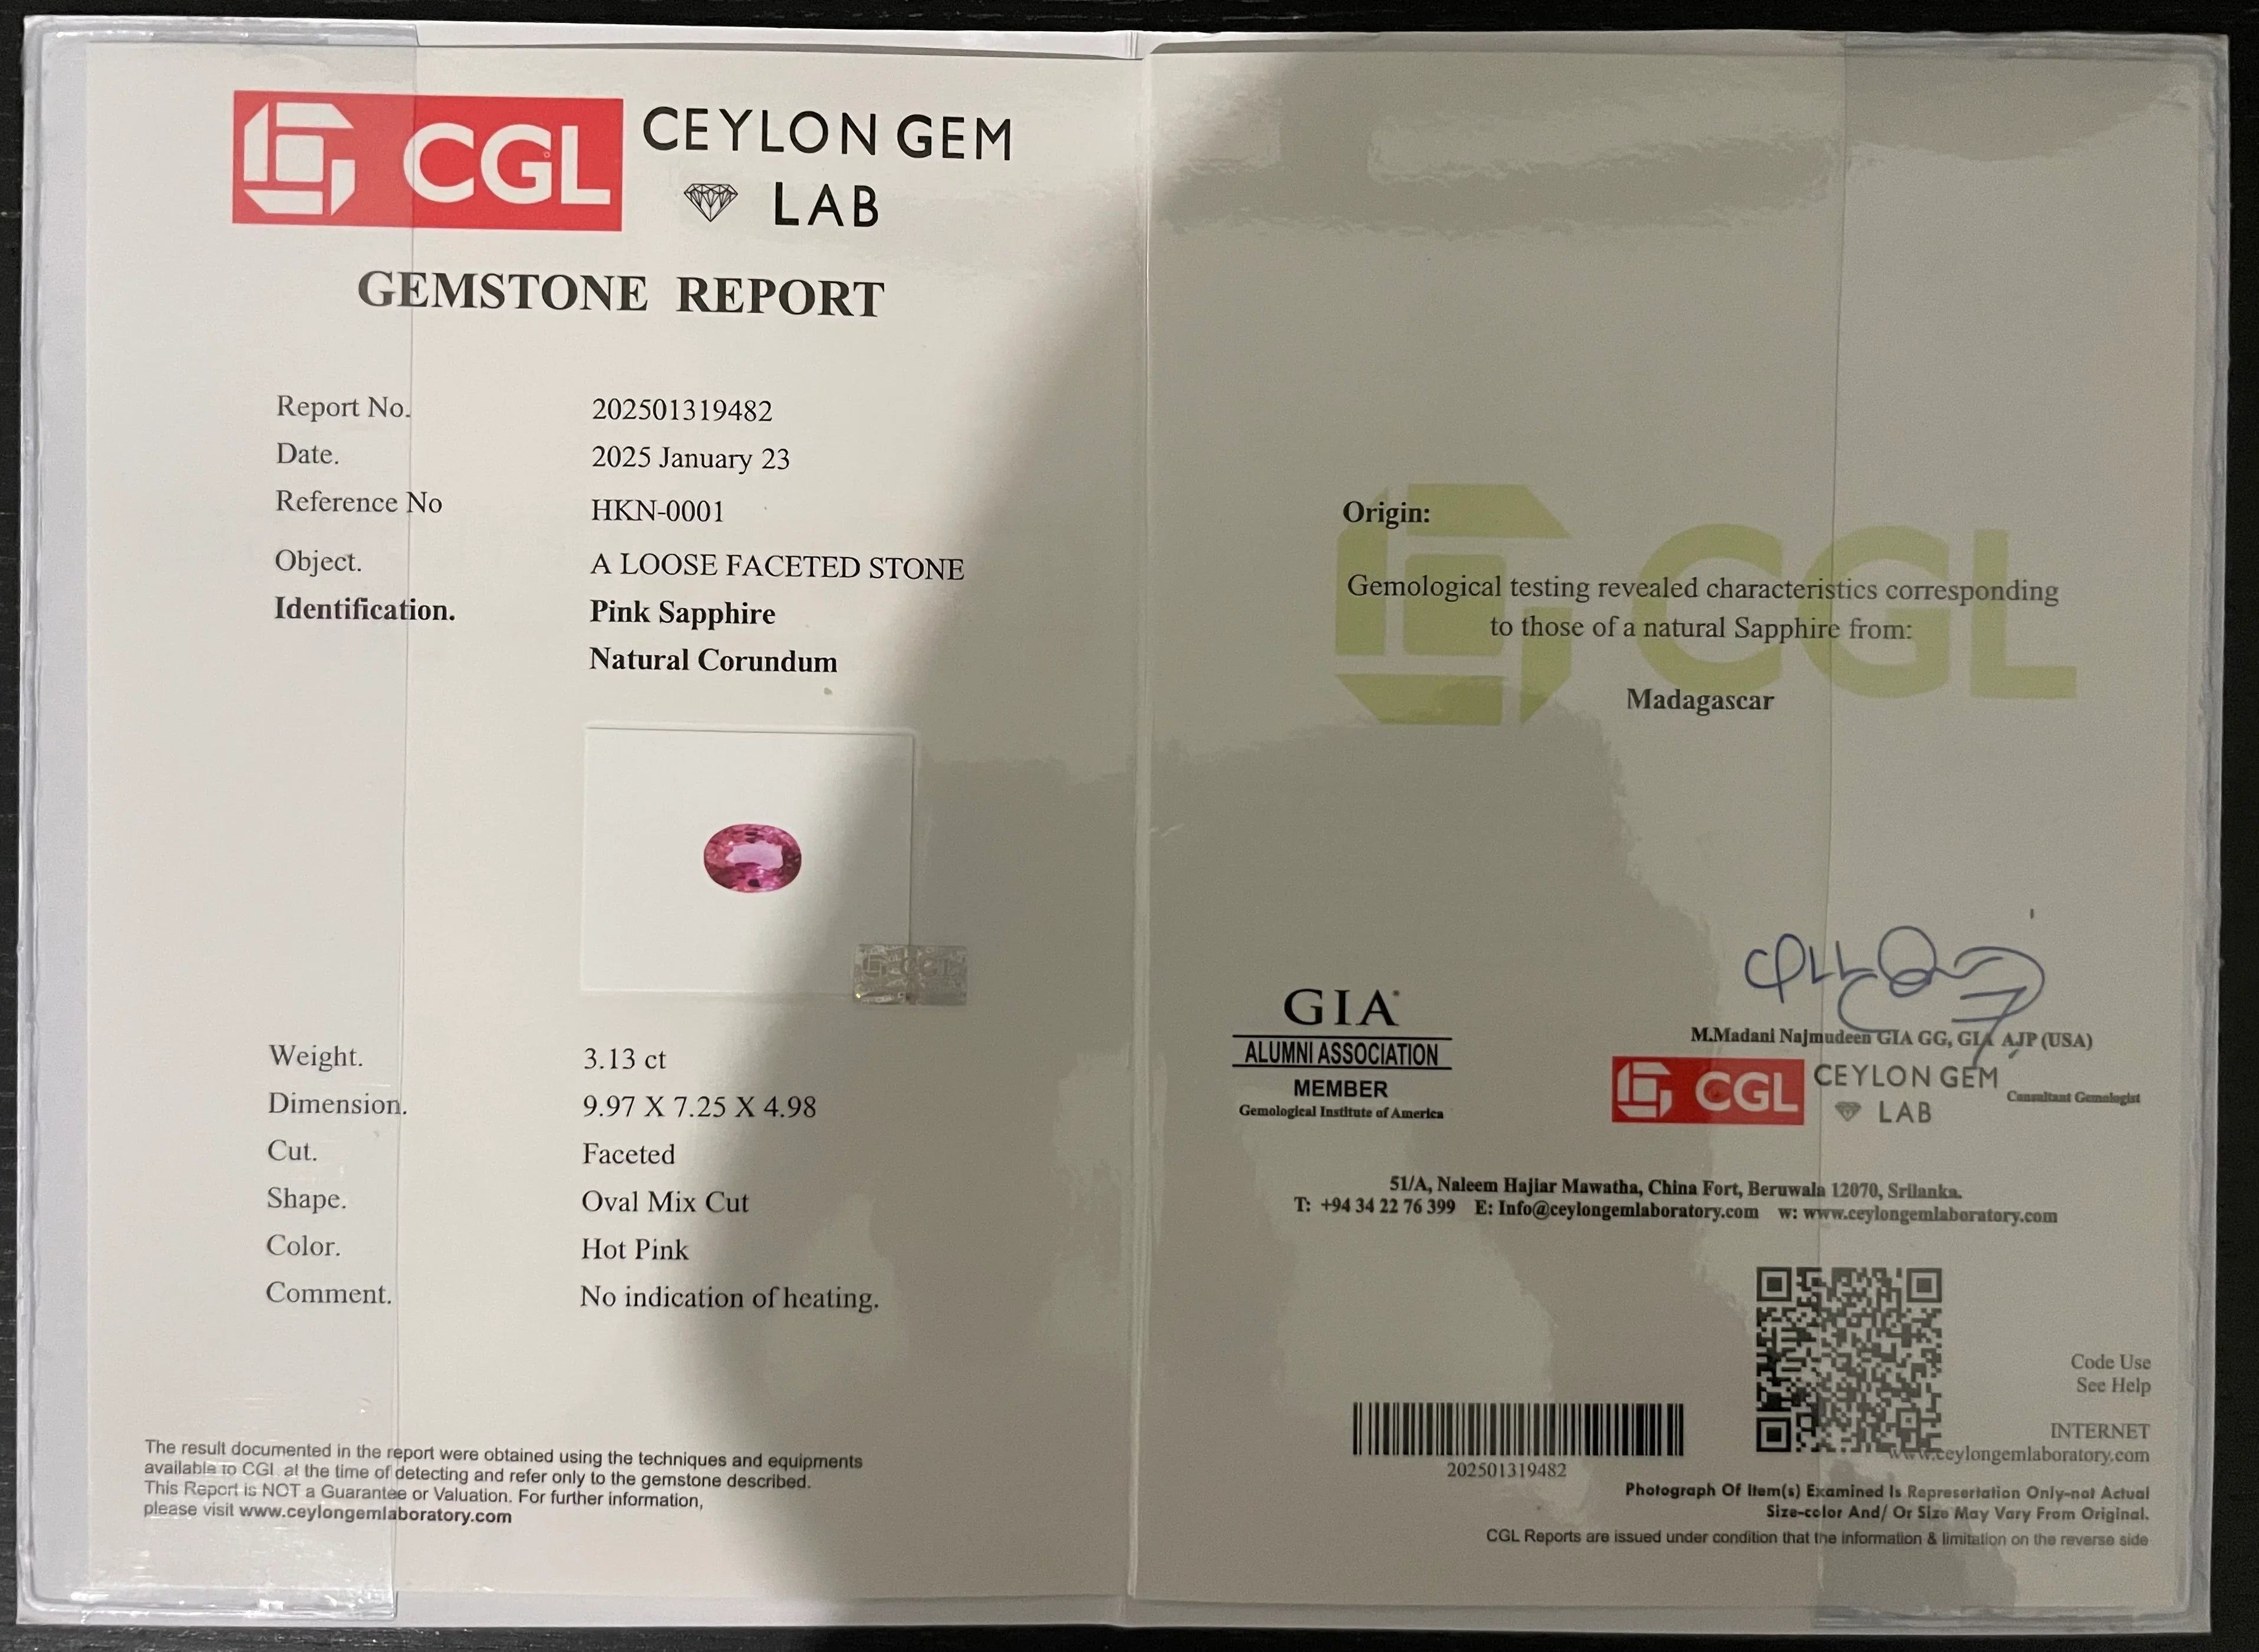 CGL CEYLON GEM
LAB
GEMSTONE REPORT
Report No. 202501319482
Date. 2025 January 23
Reference No HKN-0001
Object. A LOOSE FACETED STONE
Identification. Pink Sapphire
Natural Corundum
CGL
Weight. 3.13 ct
Dimension. 9.97 X 7.25 X 4.98
Cut. Faceted
Shape. Oval Mix Cut
Color. Hot Pink
Comment. No indication of heating.
The result documented in the report were obtained using the techniques and equipments
available to CGL at the time of detecting and refer only to the gemstone described.
This Report is NOT a Guarantee or Valuation. For further information,
please visit www.ceylongemlaboratory.com
CGL
Origin:
Gemological testing revealed characteristics corresponding
to those of a natural Sapphire from:
Madagascar
GIA
ALUMNI ASSOCIATION
MEMBER
Gemological Institute of America
M.Madani Najmudeen GIA GG, GIA AJP (USA)
CGL CEYLON GEM
LAB
Consultant Gemologist
51/A, Naleem Hajiar Mawatha, China Fort, Beruwala 12070, Srilanka.
T: +94 34 22 76 399 E: Info@ceylongemlaboratory.com w: www.ceylongemlaboratory.com
Code Use
See Help
INTERNET
www.ceylongemlaboratory.com
202501319482
Photograph Of Item(s) Examined Is Represertation Only-not Actual
Size-color And/ Or Size May Vary From Original.
CGL Reports are issued under condition that the information & limitation on the reverse side